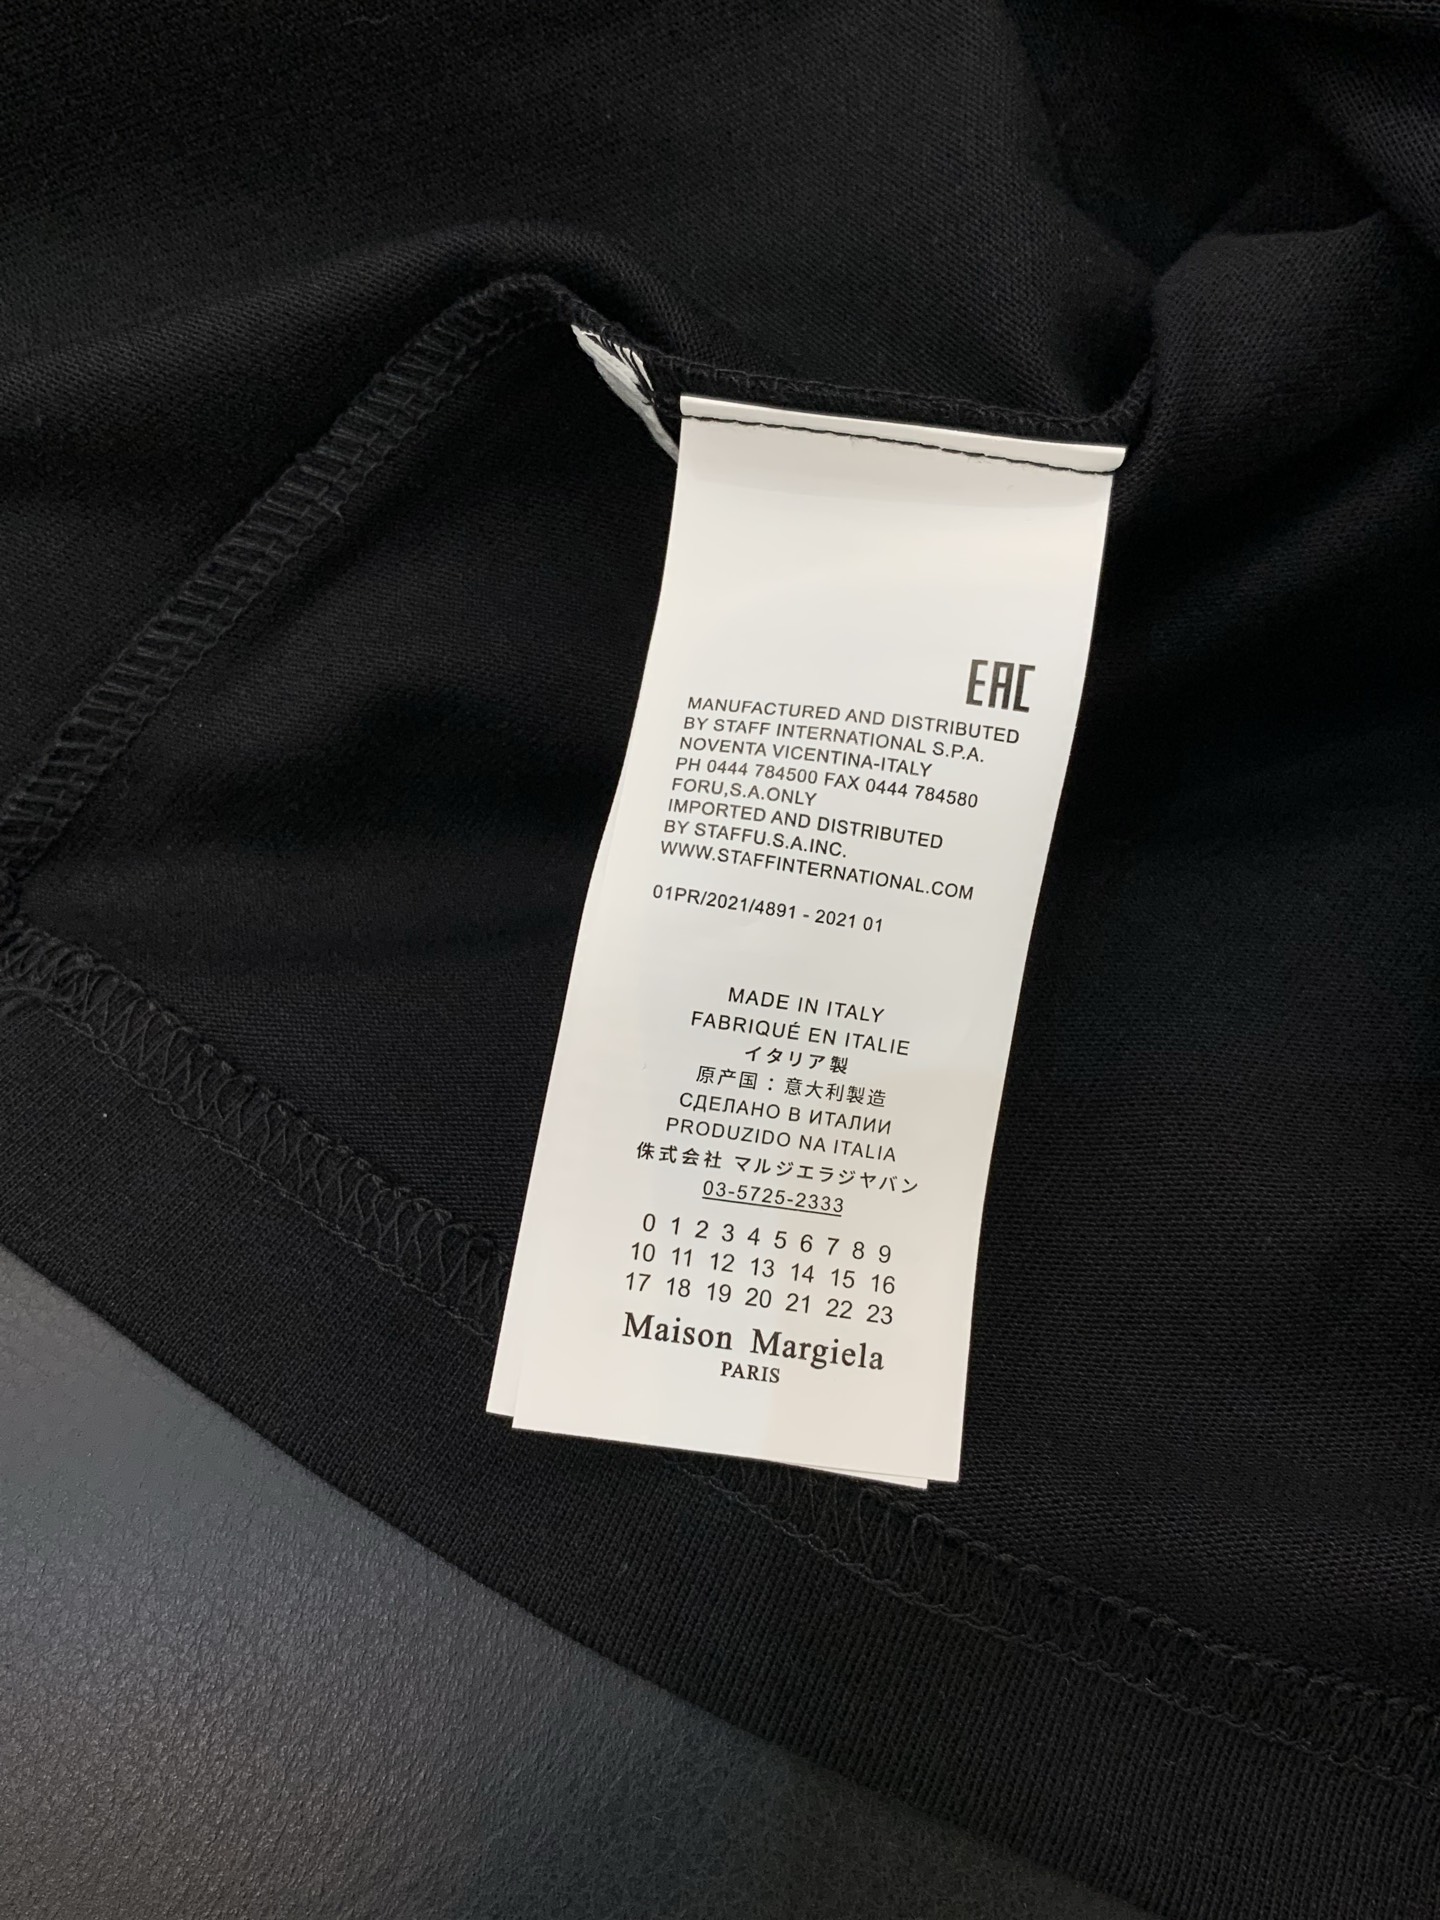 EAC
MANUFACTURED AND DISTRIBUTED
BY STAFF INTERNATIONAL S.P.A.
NOVENTA VICENTINA-ITALY
PH 0444 784500 FAX 0444 784580
FORU,S.A.ONLY
IMPORTED AND DISTRIBUTED
BY STAFFU.S.A.INC.
WWW.STAFFINTERNATIONAL.COM
01PR/2021/4891 - 2021 01
MADE IN ITALY
FABRIQUÉ EN ITALIE
イタリア製
原产国：意大利製造
СДЕЛАНО В ИТАЛИИ
PRODUZIDO NA ITALIA
侏式会社 マルジエラジヤバン
03-5725-2333
0 1 2 3 4 5 6 7 8 9
10 11 12 13 14 15 16
17 18 19 20 21 22 23
Maison Margiela
PARIS